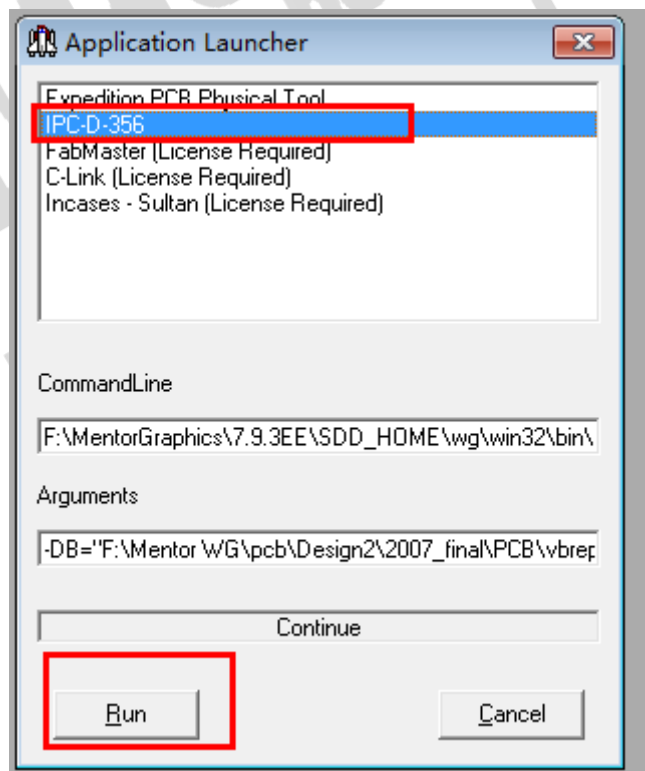 Application Launcher
Expedition PCB Physical Tool
IPC-D-356
FabMaster (License Required)
C-Link (License Required)
Incases - Sultan (License Required)
CommandLine
F:\MentorGraphics\7.9.3EE\SDD_HOME\wg\win32\bin\
Arguments
-DB="F:\Mentor WG\pcb\Design2\2007_final\PCB\vbrep
Continue
Run
Cancel